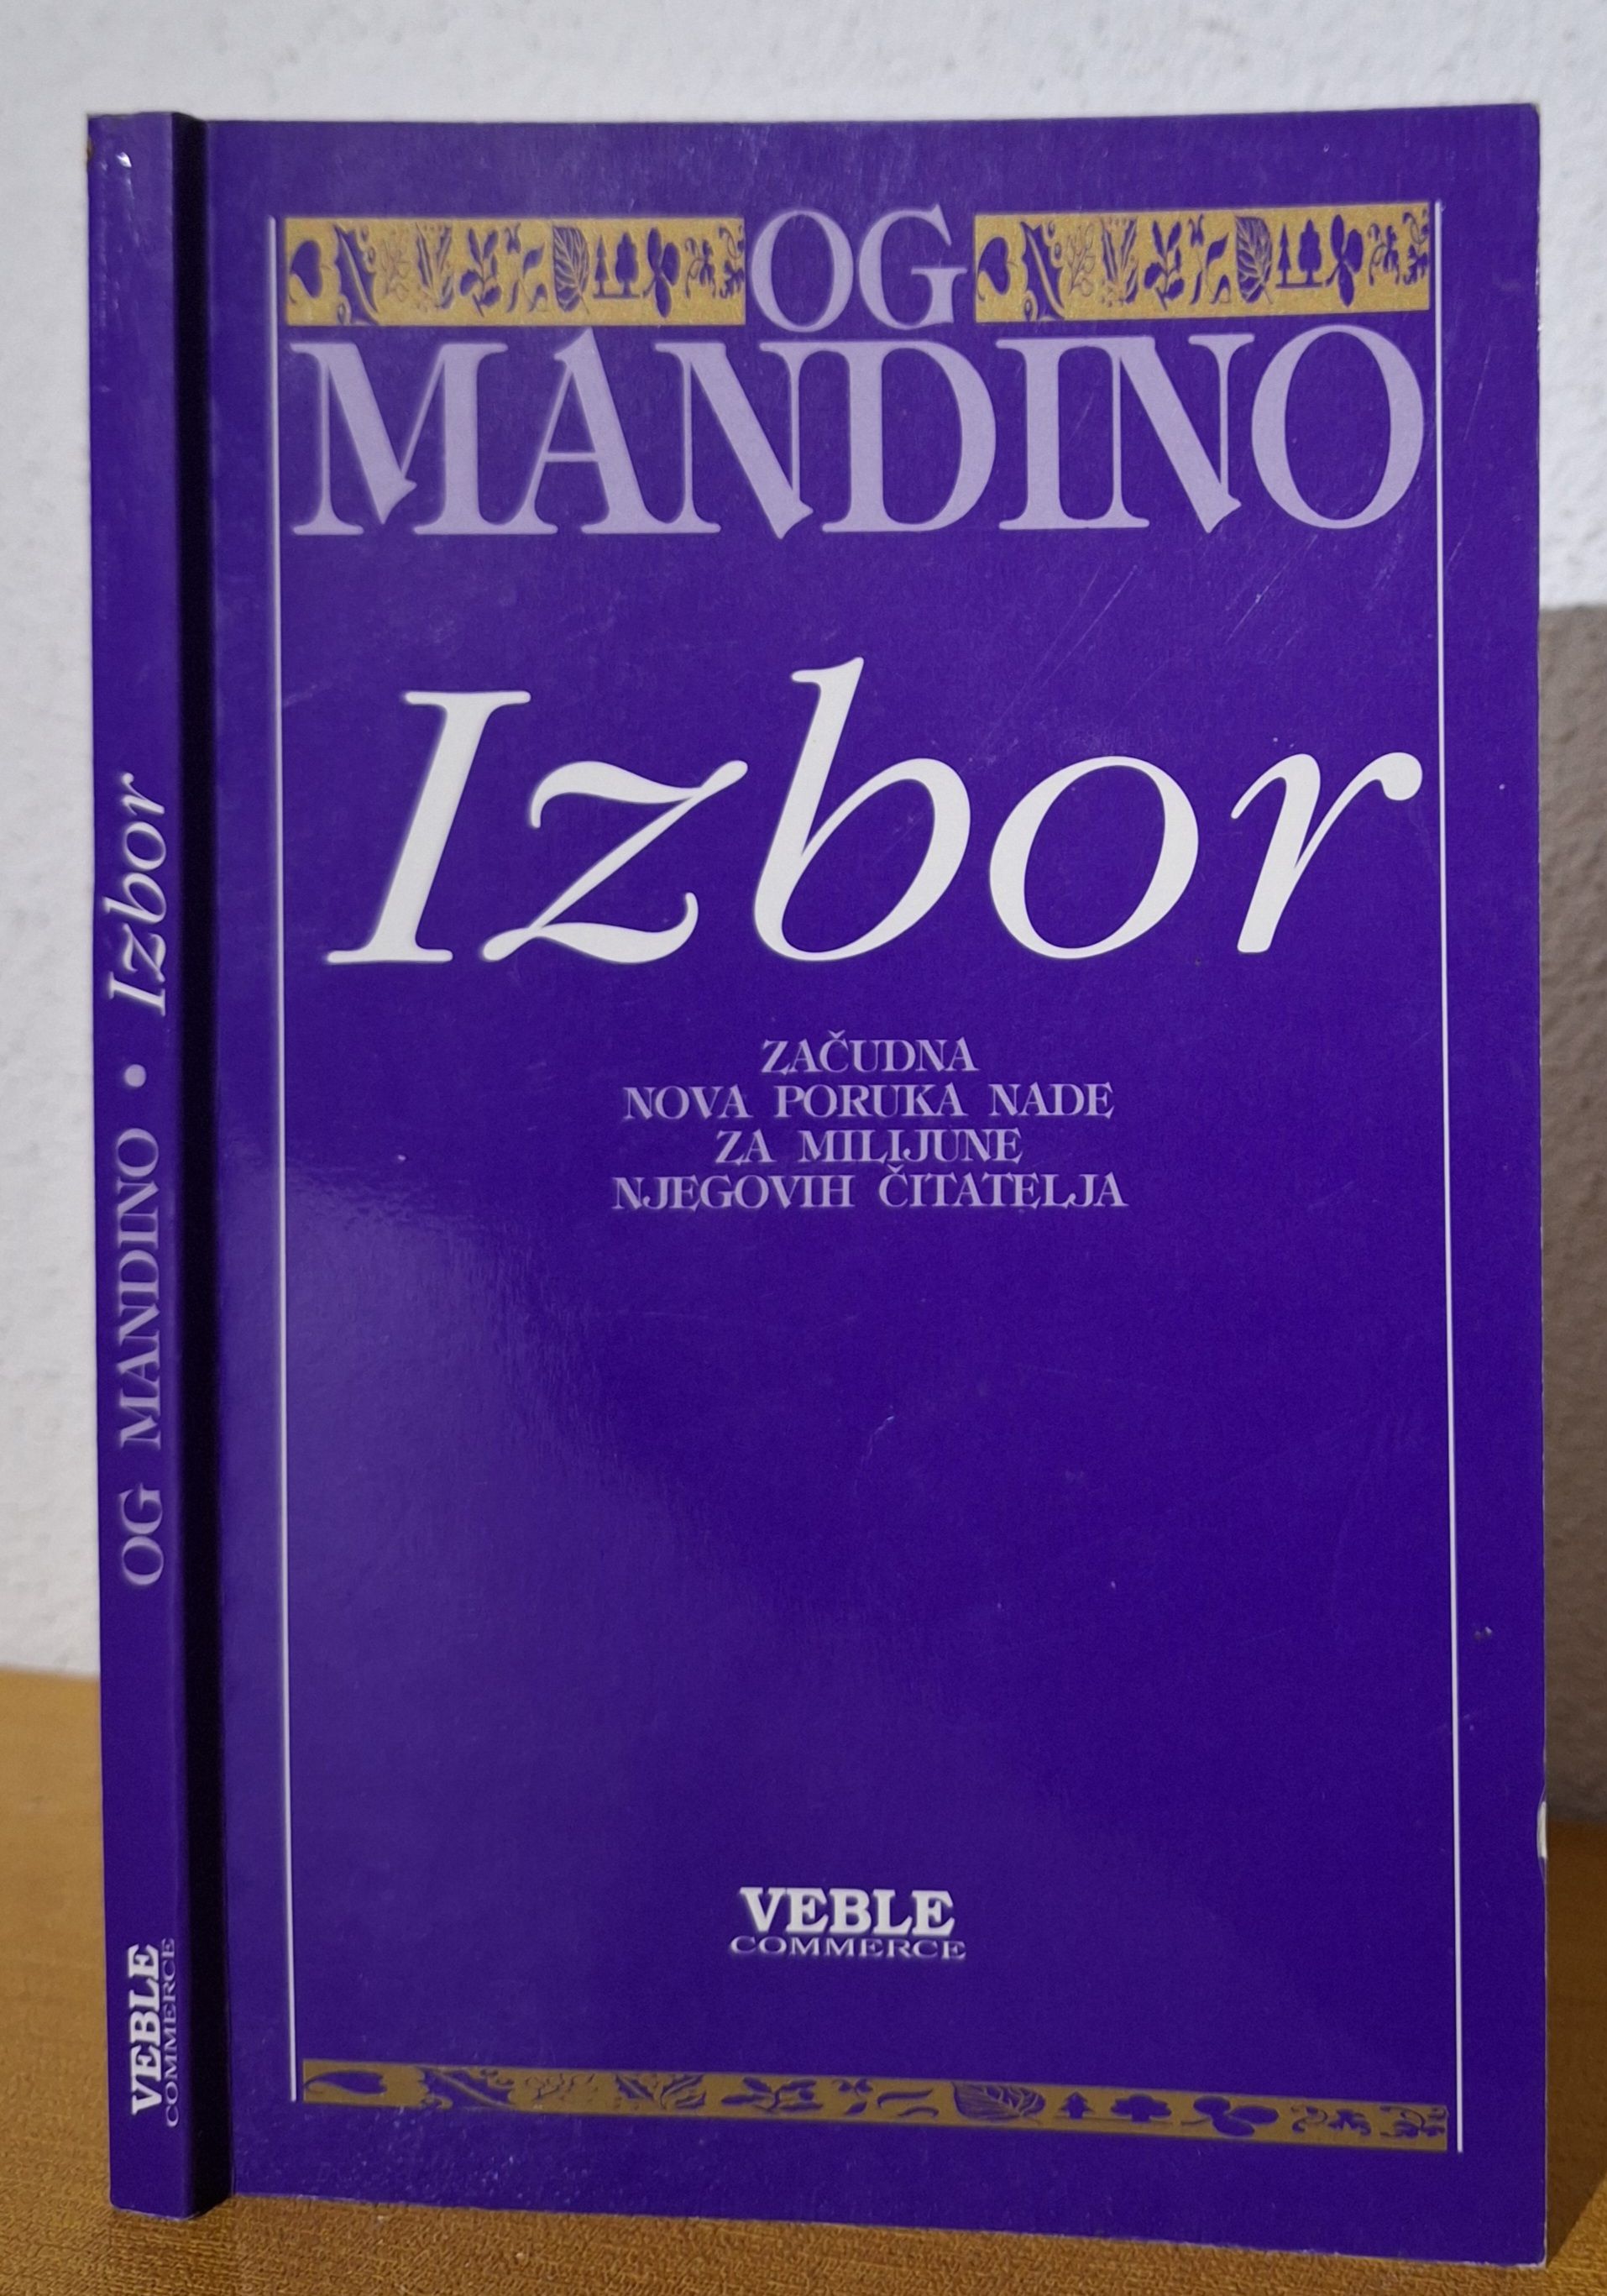 OG
MANDINO
Izbor
ZAČUDNA
NOVA PORUKA NADE
ZA MILIJUNE
NJEGOVIH ČITATELJA
VEBLE
COMMERCE
OG MANDINO • Izbor
VEBLE
COMMERCE